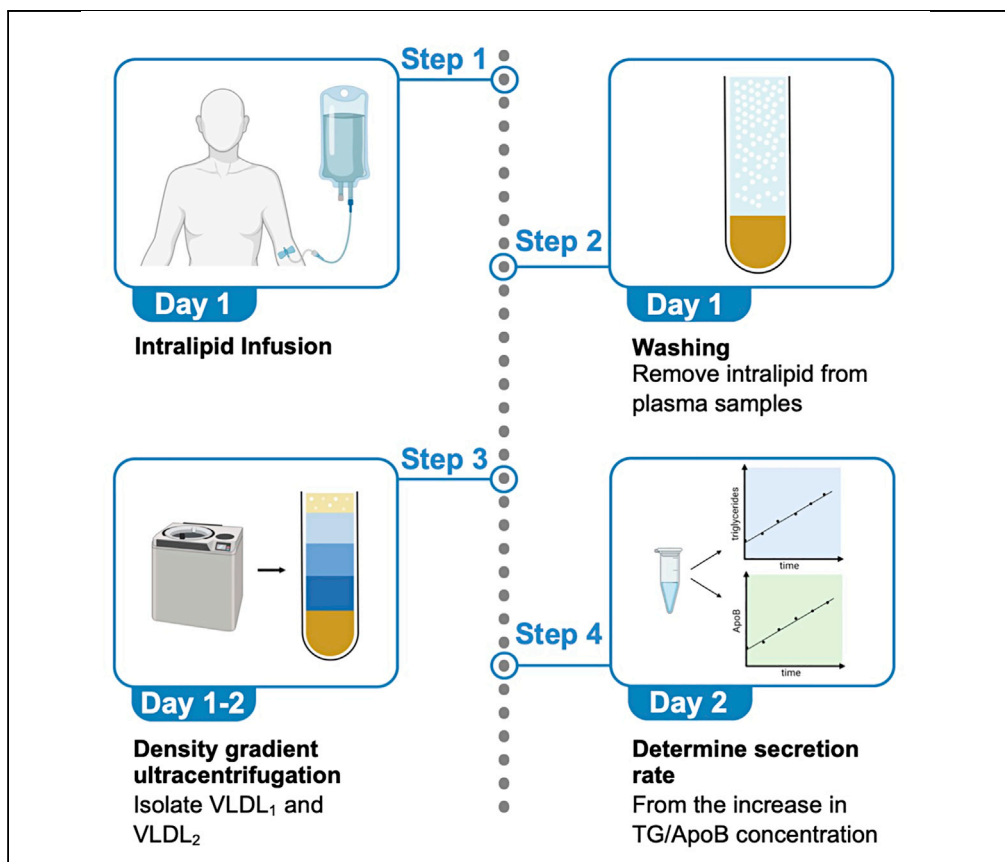 Step 1
Day 1
Intralipid Infusion
Step 2
Day 1
Washing
Remove intralipid from
plasma samples
Step 3
Day 1-2
Density gradient
ultracentrifugation
Isolate VLDL₁ and
VLDL₂
Step 4
triglycerides
time
ApoB
time
Day 2
Determine secretion
rate
From the increase in
TG/ApoB concentration